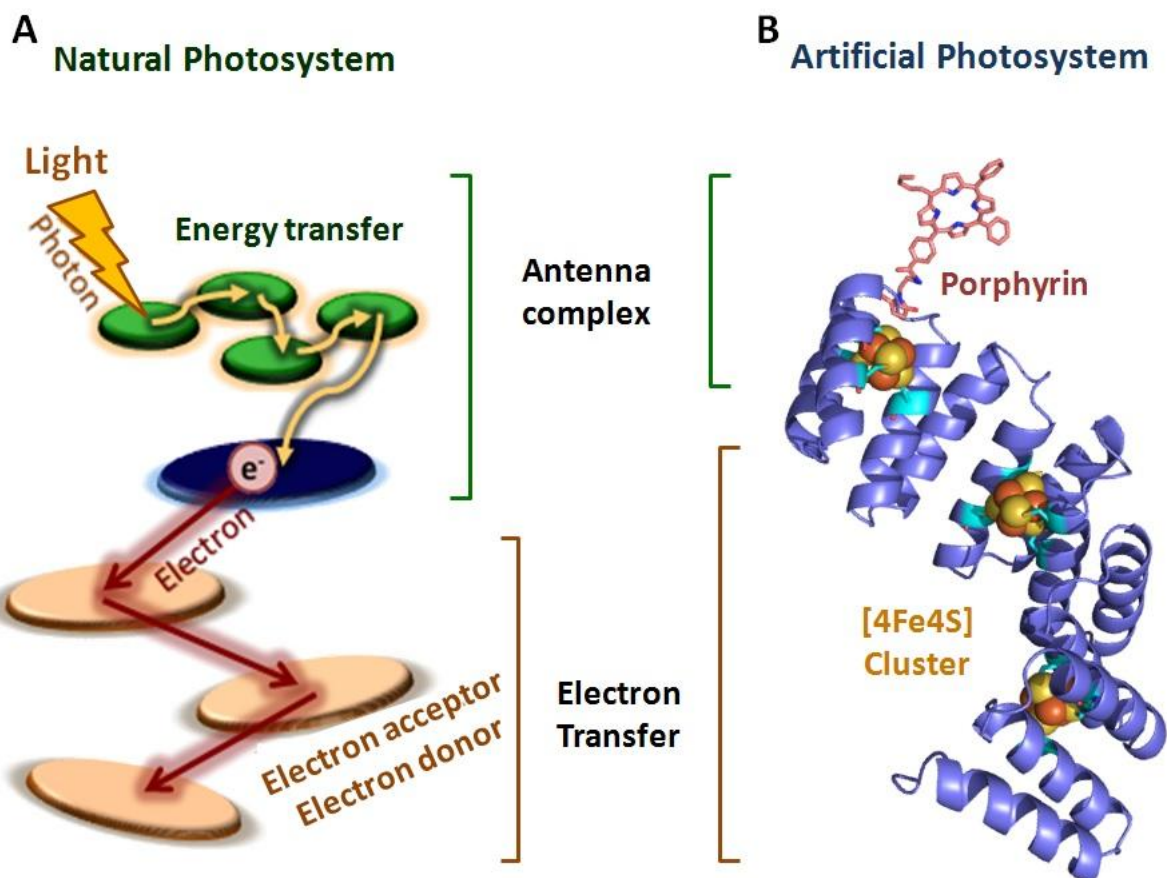 A
Natural Photosystem
Light
Photon
Energy transfer
e-
Electron
Electron acceptor
Electron donor
Antenna
complex
Electron
Transfer
B
Artificial Photosystem
Porphyrin
[4Fe4S]
Cluster